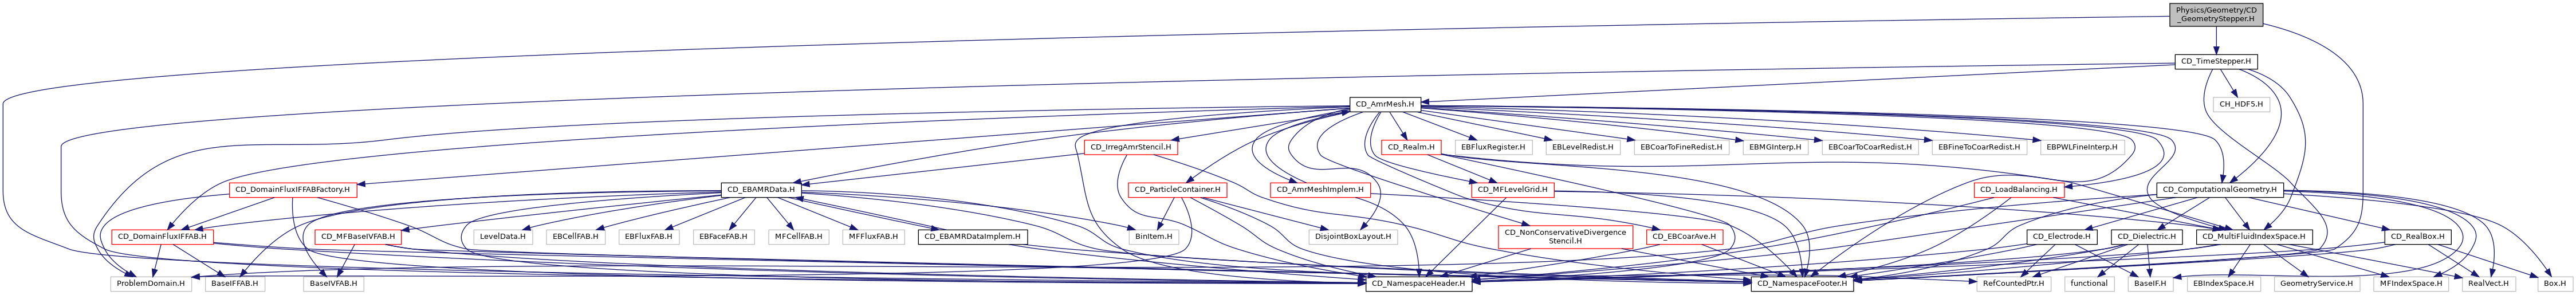 Physics/Geometry/CD
_GeometryStepper.H
CD_TimeStepper.H
CD_AmrMesh.H
CH_HDF5.H
CD_IrregAmrStencil.H
CD_Realm.H
EBFluxRegister.H
EBLevelRedist.H
EBCoarToFineRedist.H
EBMGInterp.H
EBCoarToCoarRedist.H
EBFineToCoarRedist.H
EBPWLFineInterp.H
CD_DomainFluxIFFABFactory.H
CD_EBAMRData.H
CD_ParticleContainer.H
CD_AmrMeshImplem.H
CD_MFLevelGrid.H
CD_LoadBalancing.H
CD_ComputationalGeometry.H
CD_DomainFluxIFFAB.H
CD_MFBaseIVFAB.H
LevelData.H
EBCellFAB.H
EBFluxFAB.H
EBFaceFAB.H
MFCellFAB.H
MFFluxFAB.H
CD_EBAMRDataImplem.H
BinItem.H
DisjointBoxLayout.H
CD_NonConservativeDivergence
Stencil.H
CD_EBCoarAve.H
CD_Electrode.H
CD_Dielectric.H
CD_MultiFluidIndexSpace.H
CD_RealBox.H
ProblemDomain.H
BaseIFFAB.H
BaseIVFAB.H
CD_NamespaceHeader.H
CD_NamespaceFooter.H
RefCountedPtr.H
functional
BaseIF.H
EBIndexSpace.H
GeometryService.H
MFIndexSpace.H
RealVect.H
Box.H